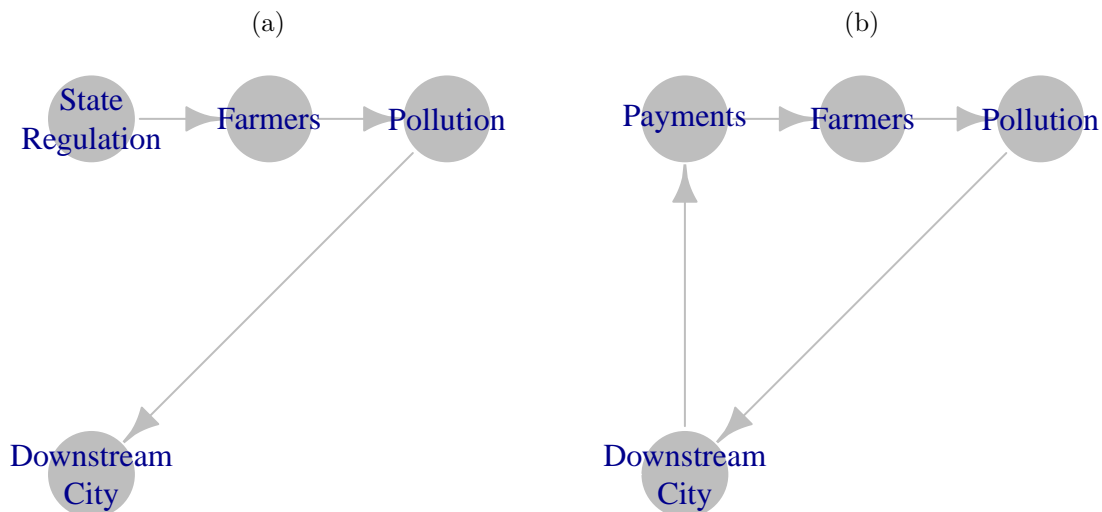 (a)
State
Regulation
Farmers
Pollution
Downstream
City
(b)
Payments
Farmers
Pollution
Downstream
City